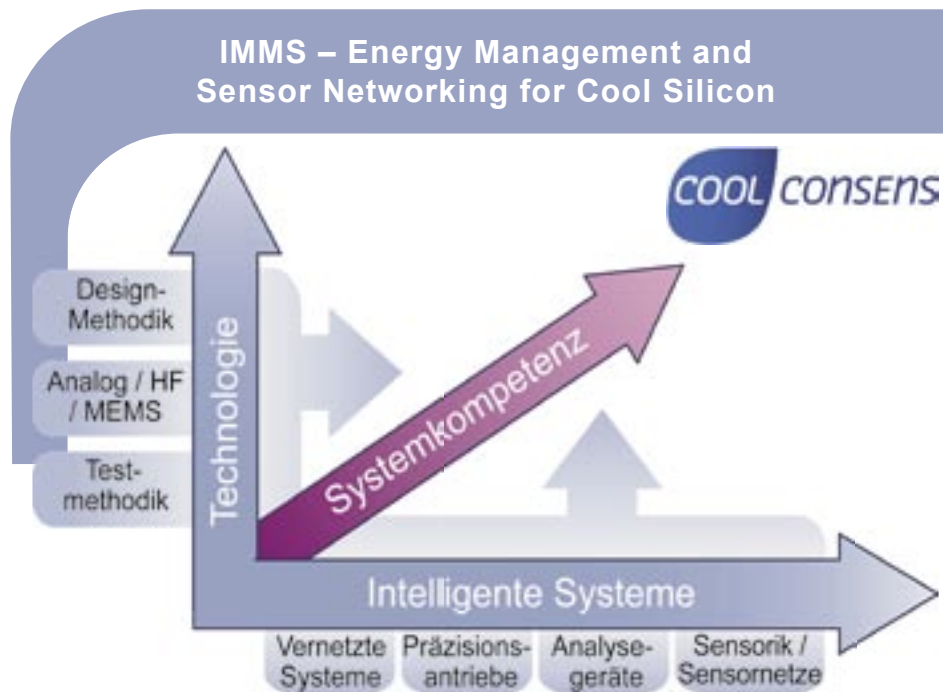 IMMS – Energy Management and
Sensor Networking for Cool Silicon
COOL CONSENS
Design-
Methodik
Analog / HF
/ MEMS
Test-
methodik
Technologie
Systemkompetenz
Intelligente Systeme
Vernetzte
Systeme
Präzisions-
antriebe
Analyse-
geräte
Sensorik /
Sensornetze